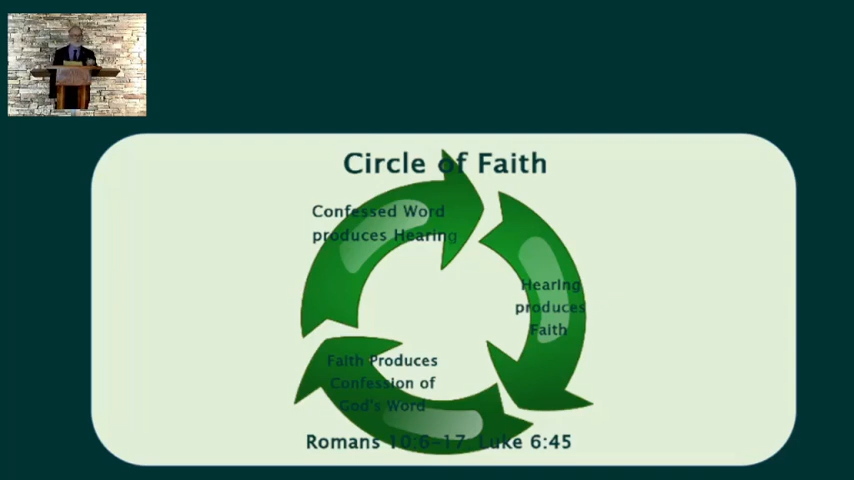 Circle of Faith
Confessed Word
produces Hearing
Hearing
produces
Faith
Faith Produces
Confession of
God's Word
Romans 10:6-17, Luke 6:45